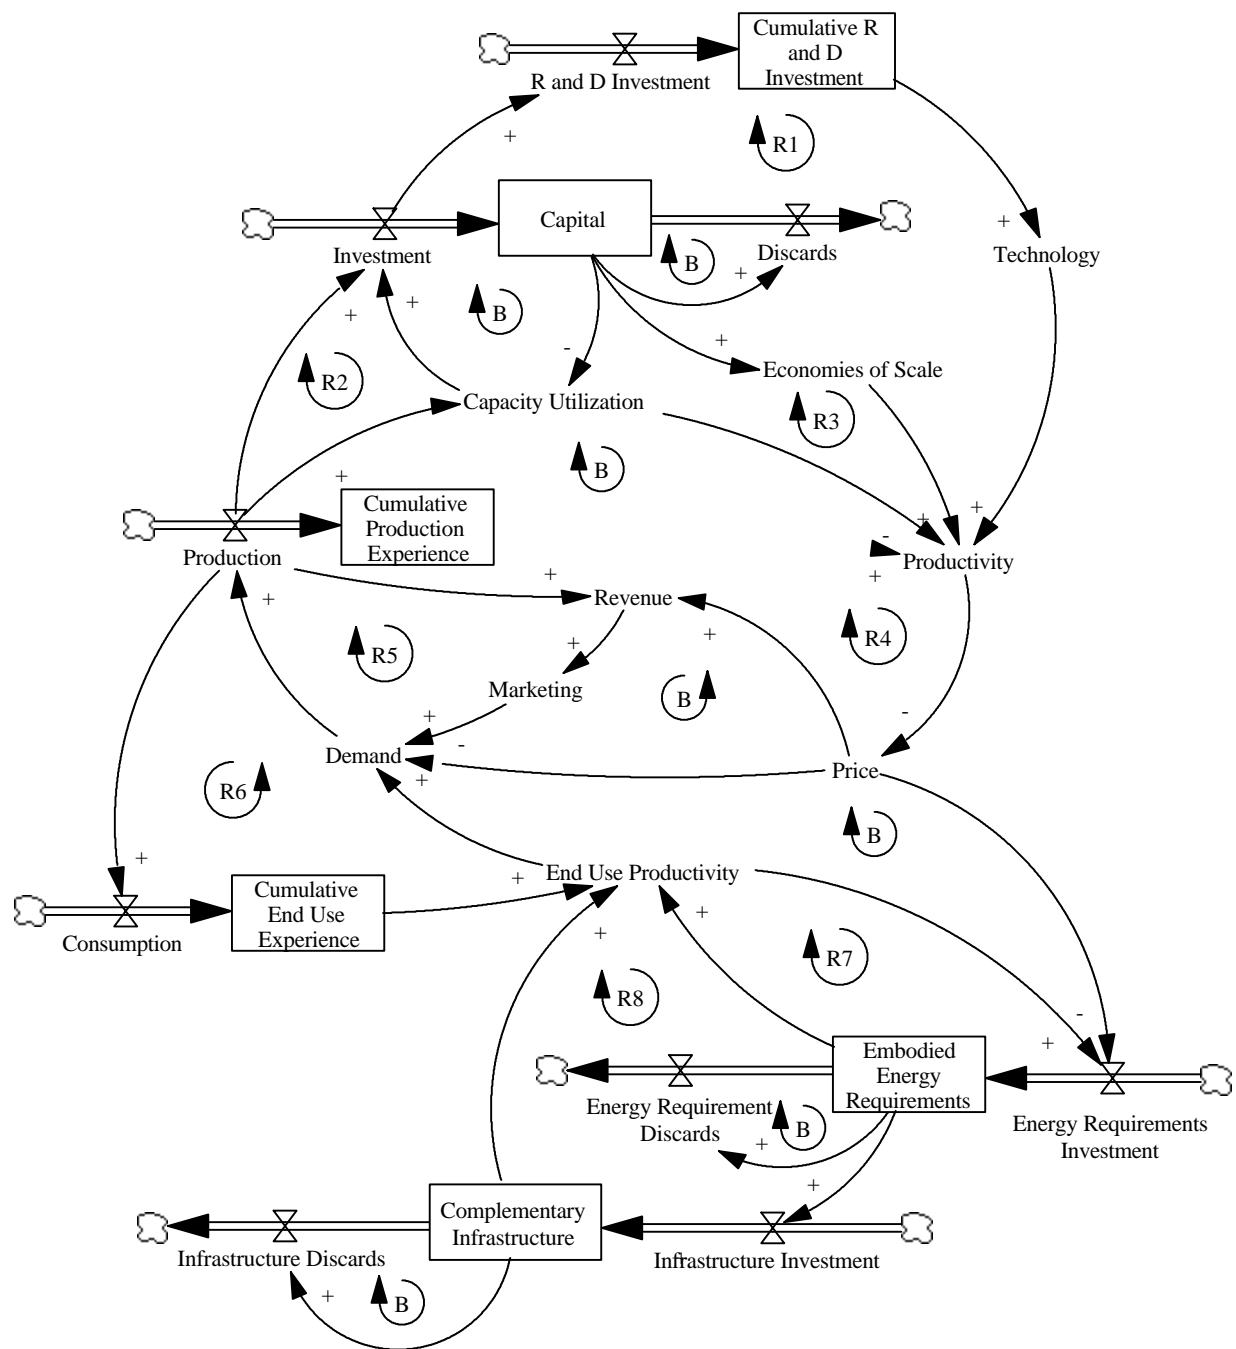 Cumulative R
and D
Investment
R and D Investment
+
R1
Capital
+
Investment
B
Discards
Technology
+
+
+
B
-
+
R2
Economies of Scale
Capacity Utilization
R3
B
+
Cumulative
Production
Experience
+
+
-
Production
Productivity
+
+
+
Revenue
R4
+
+
R5
Marketing
B
+
-
-
Demand
+
Price
R6
B
+
End Use Productivity
+
Cumulative
End Use
Experience
+
Consumption
+
R7
R8
-
+
Embodied
Energy
Requirements
Energy Requirement
Discards
B
+
Energy Requirements
Investment
+
Complementary
Infrastructure
Infrastructure Discards
Infrastructure Investment
+
B